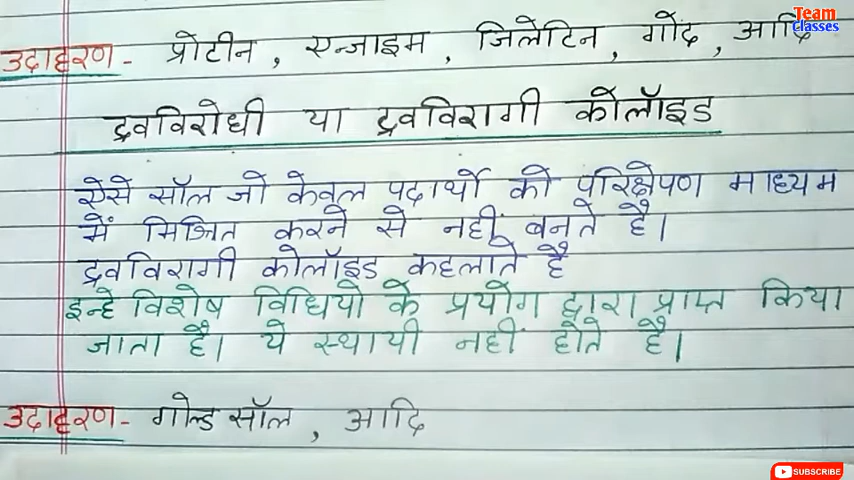 Team
Classes
उदाहरण- प्रोटीन, एन्जाइम, जिलेटिन, गोंद, आदि
द्रवविरोधी या द्रवविरागी कोलॉइड
ऐसे सॉल जो केवल पदार्थो को परिक्षेपण माध्यम
में मिश्रित करने से नहीं बनते है।
द्रवविरागी कोलॉइड कहलाते है
इन्हे विशेष विधियो के प्रयोग द्वारा प्राप्त किया
जाता है। ये स्थायी नहीं होते है।
उदाहरण- गोल्ड सॉल, आदि
SUBSCRIBE